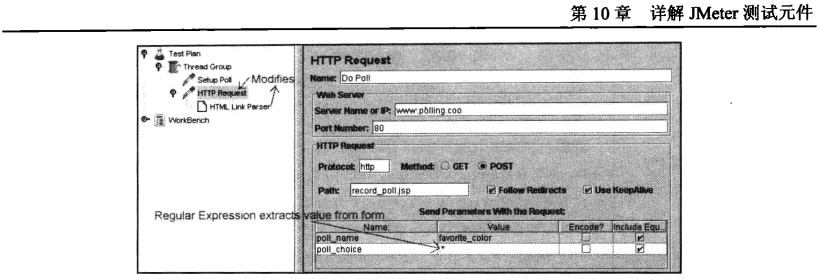 第 10 章 详解 JMeter 测试元件
Test Plan
Thread Group
Setup Poll
Modifies
HTTP Request
HTML Link Parser
WorkBench
HTTP Request
Name: Do Poll
Web Server
Server Name or IP: www.polling.coo
Port Number: 80
HTTP Request
Protocol: http Method: GET POST
Path: record_poll.jsp Follow Redirects Use KeepAlive
Regular Expression extracts value from form
Send Parameters With the Request:
Name: Value Encode? Include Equ...
poll_name favorite_color
poll_choice .*